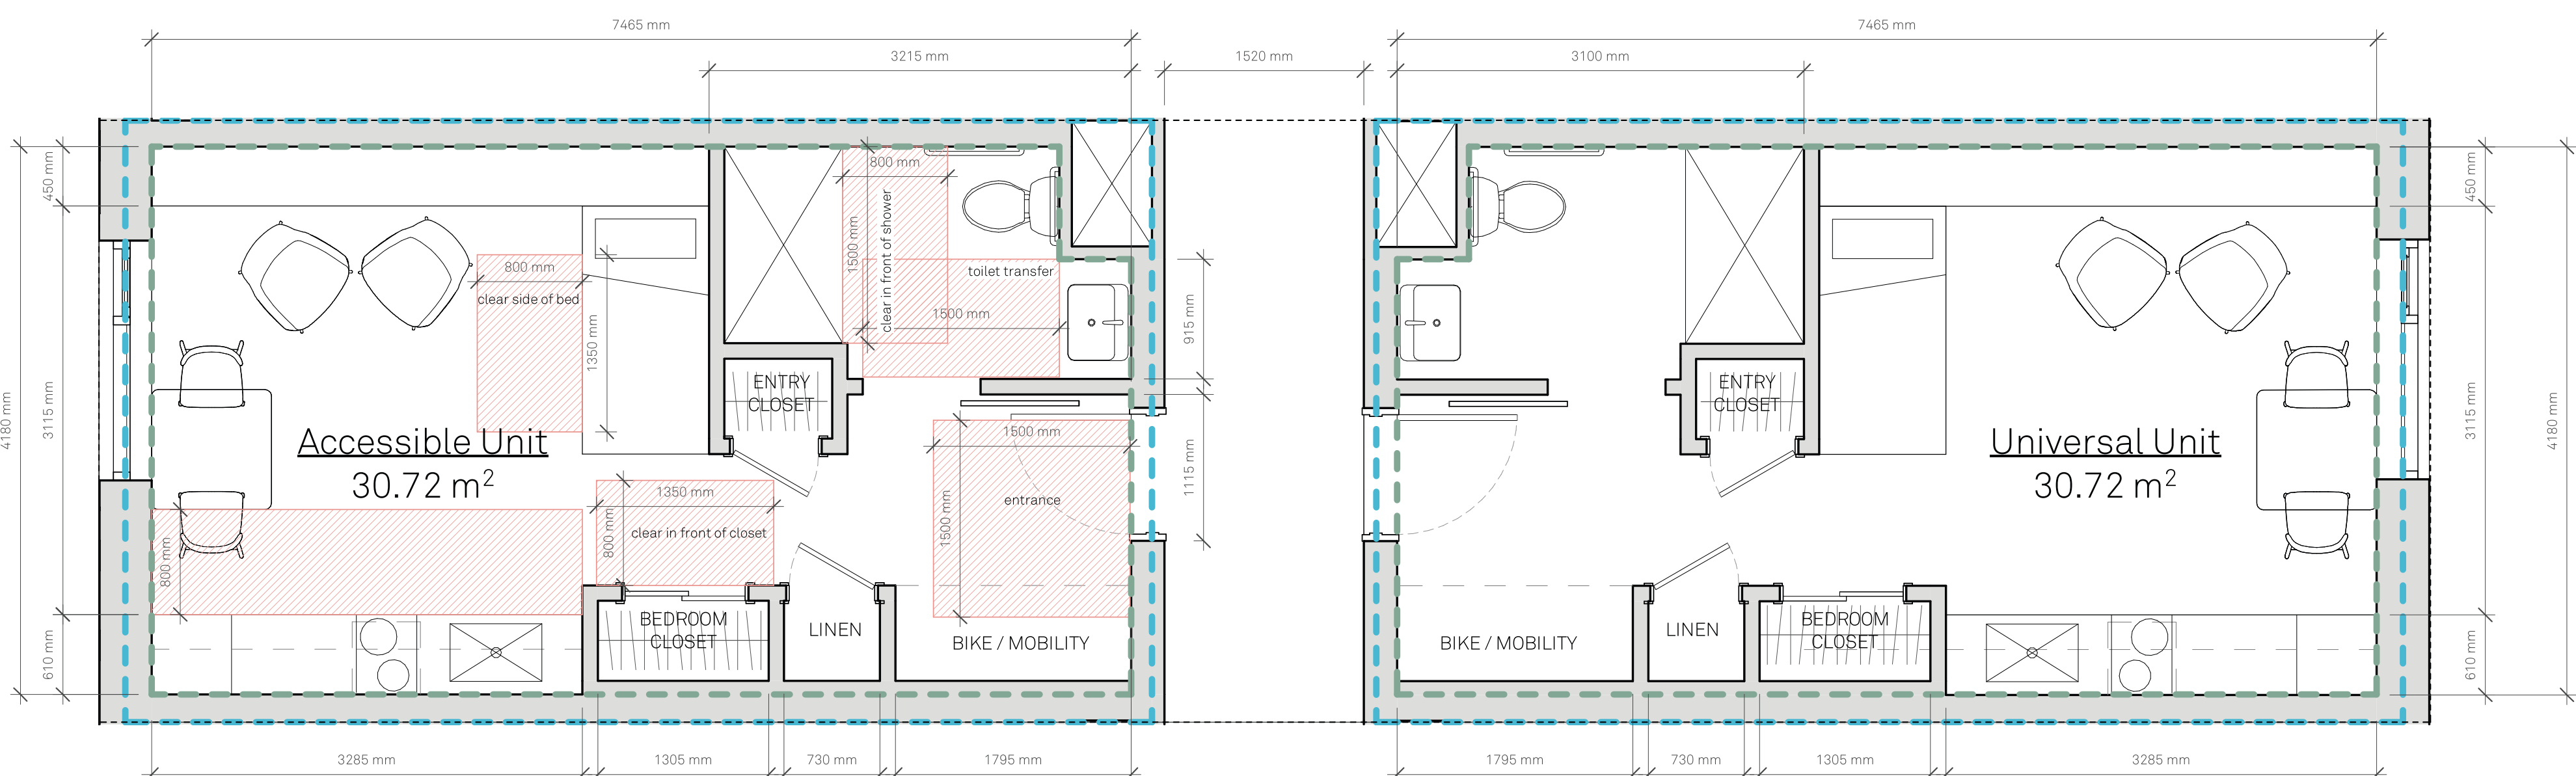 7465 mm
7465 mm
3215 mm
1520 mm
3100 mm
450 mm
3115 mm
4180 mm
610 mm
800 mm
clear side of bed
1350 mm
800 mm
1500 mm
clear in front of shower
toilet transfer
1500 mm
915 mm
1115 mm
ENTRY
CLOSET
Accessible Unit
30.72 m²
1500 mm
1500 mm
entrance
1350 mm
800 mm
clear in front of closet
800 mm
BEDROOM
CLOSET
LINEN
BIKE / MOBILITY
3285 mm
1305 mm
730 mm
1795 mm
ENTRY
CLOSET
Universal Unit
30.72 m²
BIKE / MOBILITY
LINEN
BEDROOM
CLOSET
450 mm
3115 mm
4180 mm
610 mm
1795 mm
730 mm
1305 mm
3285 mm